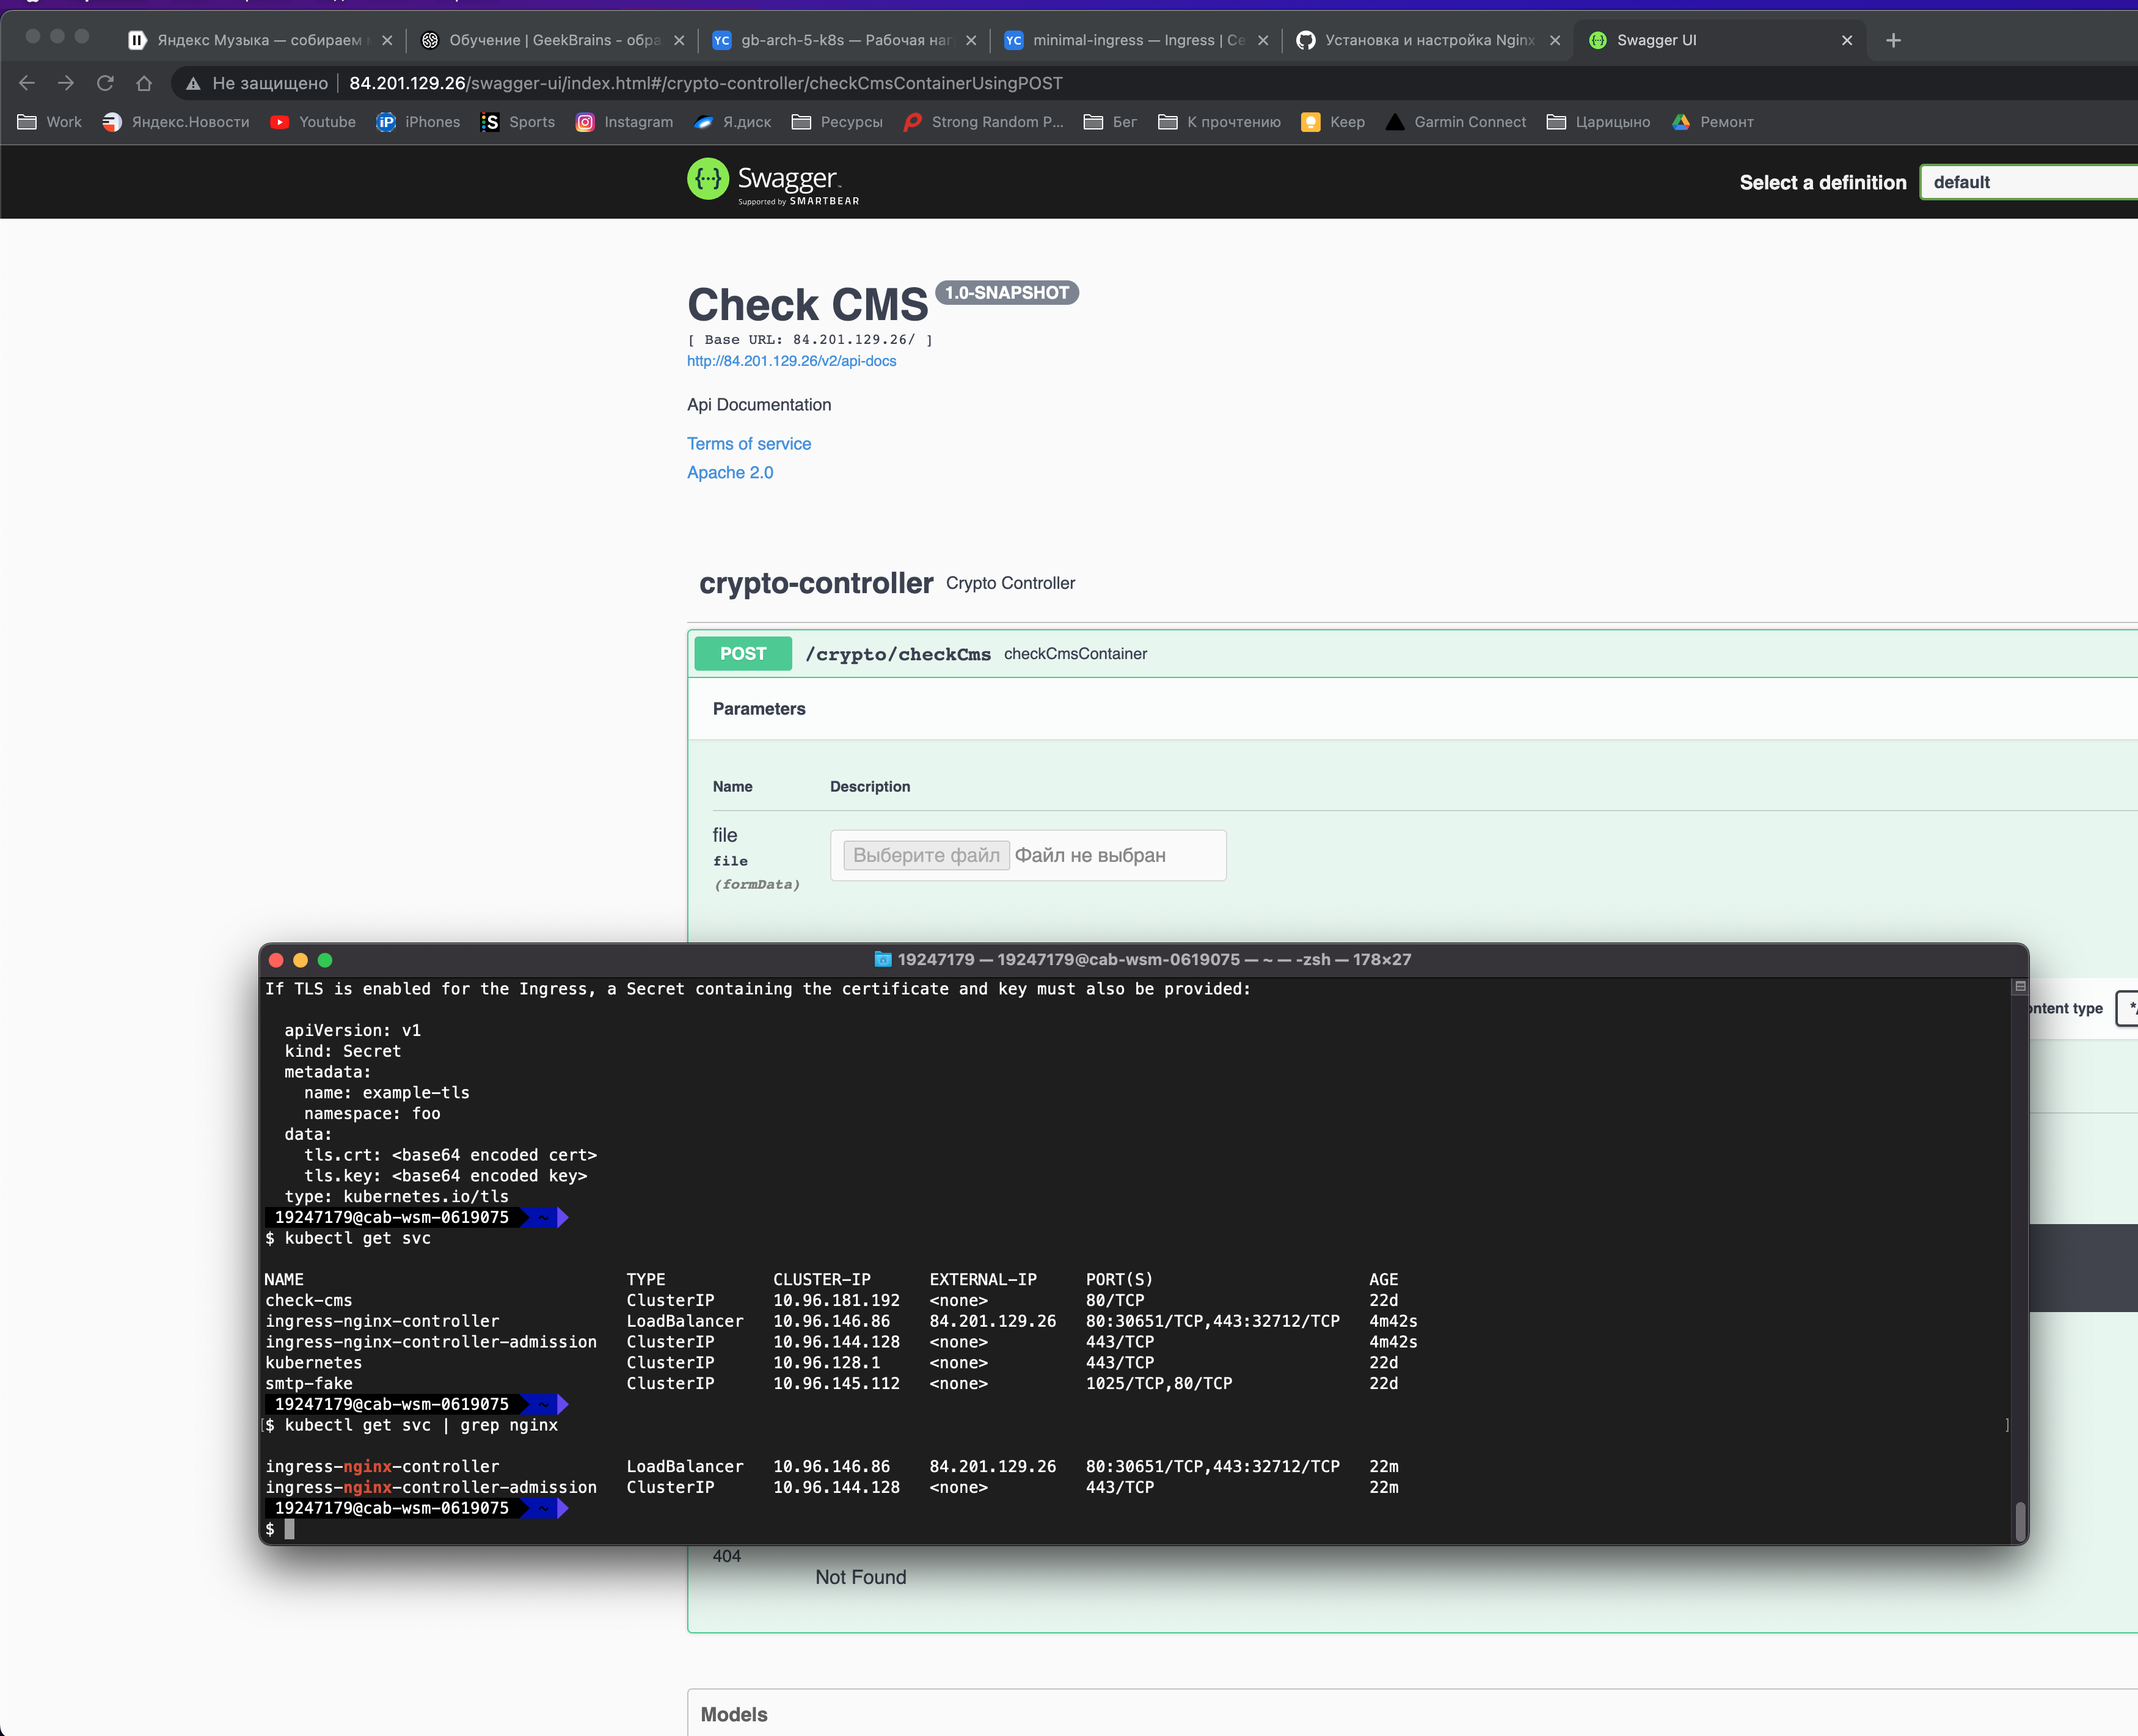 Яндекс Музыка — собираем
Обучение | GeekBrains - обра
gb-arch-5-k8s — Рабочая наг
minimal-ingress — Ingress | Се
Установка и настройка Nginx
Swagger UI
Не защищено | 84.201.129.26/swagger-ui/index.html#/crypto-controller/checkCmsContainerUsingPOST
Work
Яндекс.Новости
Youtube
iPhones
Sports
Instagram
Я.диск
Ресурсы
Strong Random P...
Бег
К прочтению
Keep
Garmin Connect
Царицыно
Ремонт
Swagger
Supported by SMARTBEAR
Select a definition
default
Check CMS 1.0-SNAPSHOT
[ Base URL: 84.201.129.26/ ]
http://84.201.129.26/v2/api-docs
Api Documentation
Terms of service
Apache 2.0
crypto-controller Crypto Controller
POST /crypto/checkCms checkCmsContainer
Parameters
Name Description
file
file
(formData)
Выберите файл Файл не выбран
ontent type
19247179 — 19247179@cab-wsm-0619075 — ~ — -zsh — 178×27
If TLS is enabled for the Ingress, a Secret containing the certificate and key must also be provided:
apiVersion: v1
kind: Secret
metadata:
name: example-tls
namespace: foo
data:
tls.crt: <base64 encoded cert>
tls.key: <base64 encoded key>
type: kubernetes.io/tls
19247179@cab-wsm-0619075 ~
$ kubectl get svc
NAME TYPE CLUSTER-IP EXTERNAL-IP PORT(S) AGE
check-cms ClusterIP 10.96.181.192 <none> 80/TCP 22d
ingress-nginx-controller LoadBalancer 10.96.146.86 84.201.129.26 80:30651/TCP,443:32712/TCP 4m42s
ingress-nginx-controller-admission ClusterIP 10.96.144.128 <none> 443/TCP 4m42s
kubernetes ClusterIP 10.96.128.1 <none> 443/TCP 22d
smtp-fake ClusterIP 10.96.145.112 <none> 1025/TCP,80/TCP 22d
19247179@cab-wsm-0619075 ~
[$ kubectl get svc | grep nginx ]
ingress-nginx-controller LoadBalancer 10.96.146.86 84.201.129.26 80:30651/TCP,443:32712/TCP 22m
ingress-nginx-controller-admission ClusterIP 10.96.144.128 <none> 443/TCP 22m
19247179@cab-wsm-0619075 ~
$
404
Not Found
Models